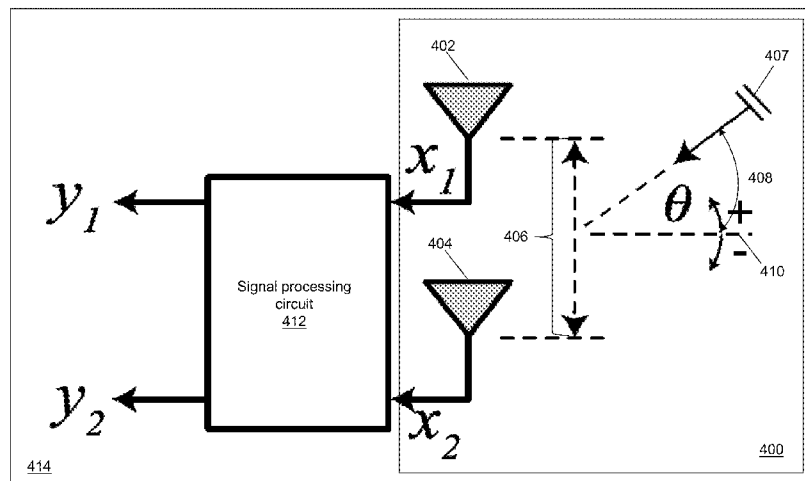 402
407
x1
y1
408
θ
+
-
406
404
410
Signal processing
circuit
412
y2
x2
414
400